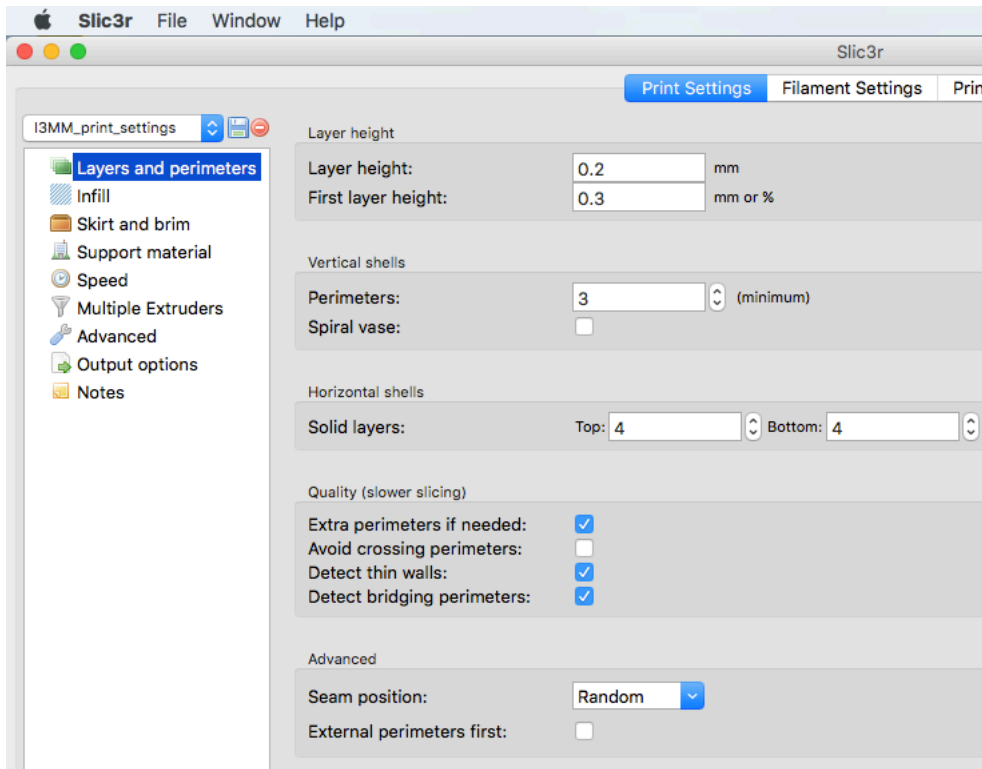 Slic3r File Window Help
Slic3r
Print Settings Filament Settings Prin
I3MM_print_settings
Layers and perimeters
Infill
Skirt and brim
Support material
Speed
Multiple Extruders
Advanced
Output options
Notes
Layer height
Layer height: 0.2 mm
First layer height: 0.3 mm or %
Vertical shells
Perimeters: 3 (minimum)
Spiral vase:
Horizontal shells
Solid layers: Top: 4 Bottom: 4
Quality (slower slicing)
Extra perimeters if needed:
Avoid crossing perimeters:
Detect thin walls:
Detect bridging perimeters:
Advanced
Seam position: Random
External perimeters first: